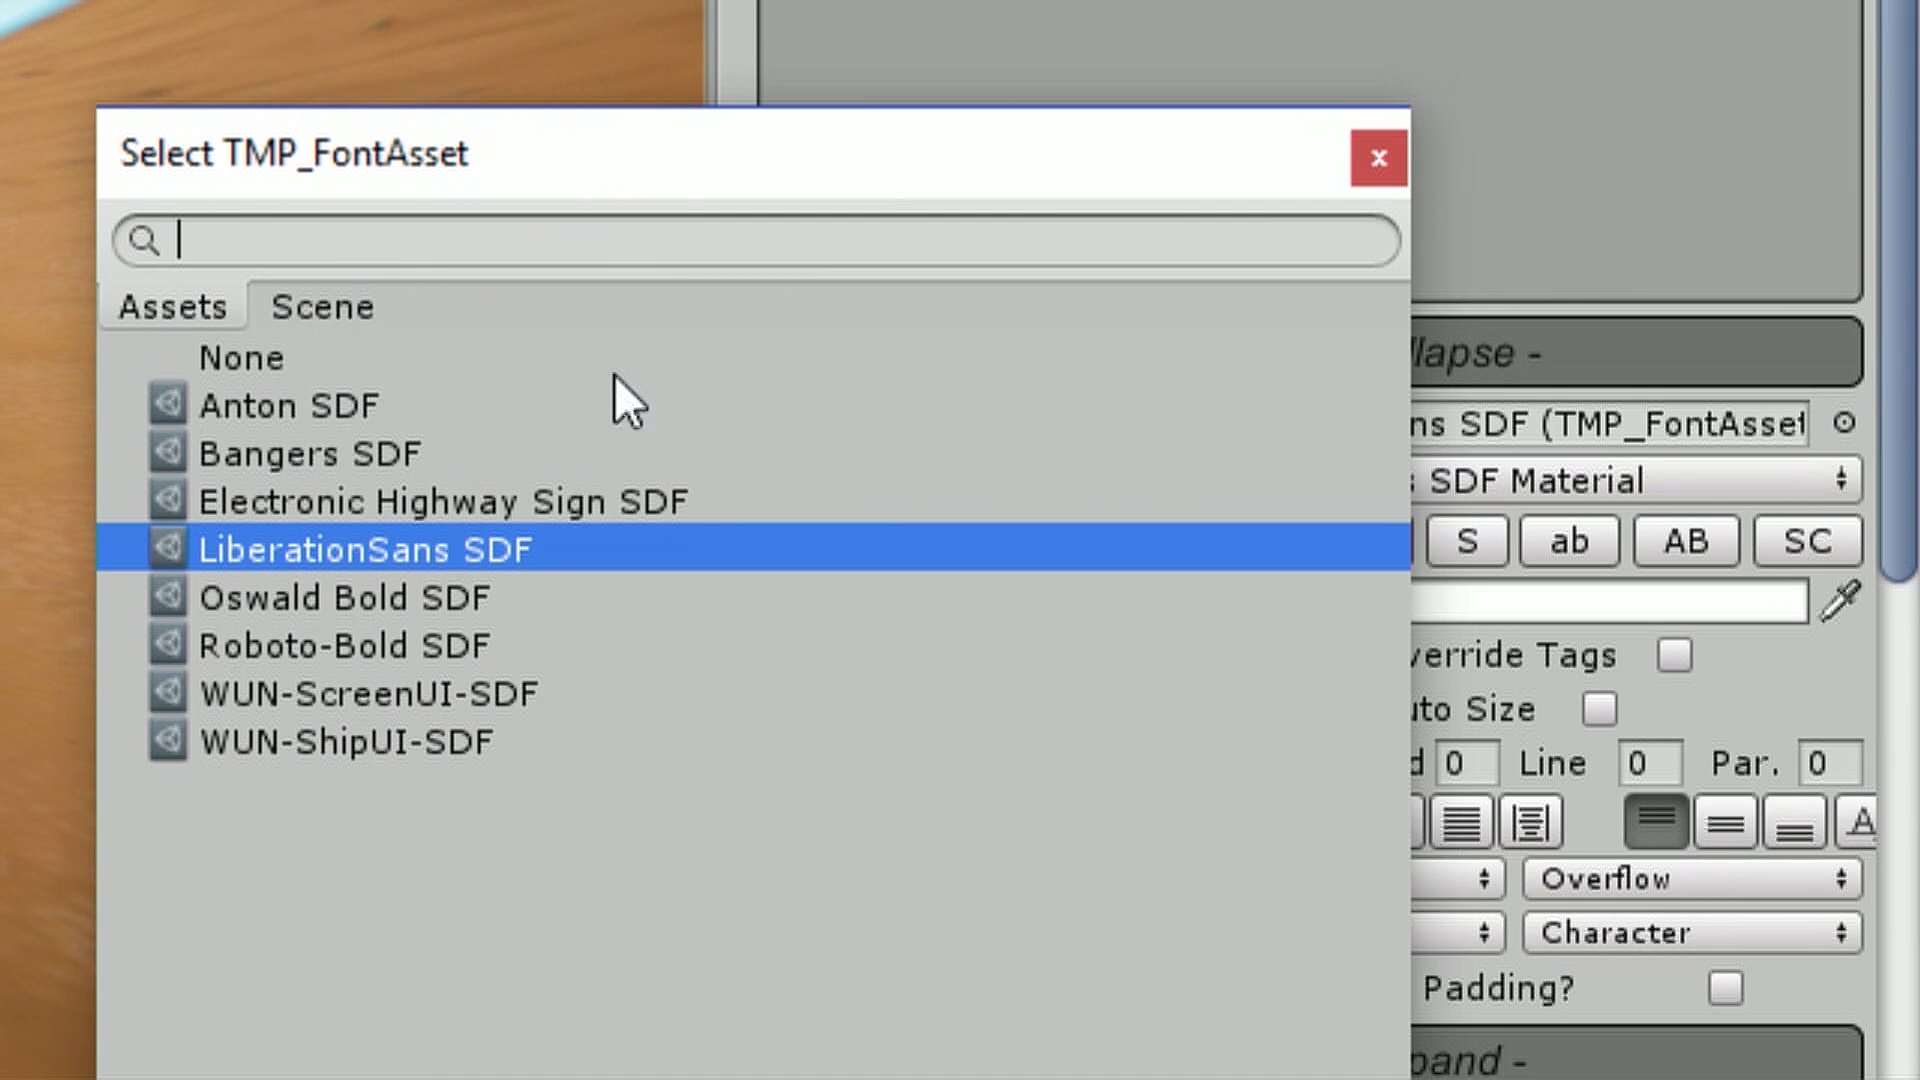 Select TMP_FontAsset
x
Assets Scene
None
Anton SDF
Bangers SDF
Electronic Highway Sign SDF
LiberationSans SDF
Oswald Bold SDF
Roboto-Bold SDF
WUN-ScreenUI-SDF
WUN-ShipUI-SDF
llapse -
ns SDF (TMP_FontAsset
s SDF Material
S ab AB SC
verride Tags
uto Size
d 0 Line 0 Par. 0
A
Overflow
Character
Padding?
pand -